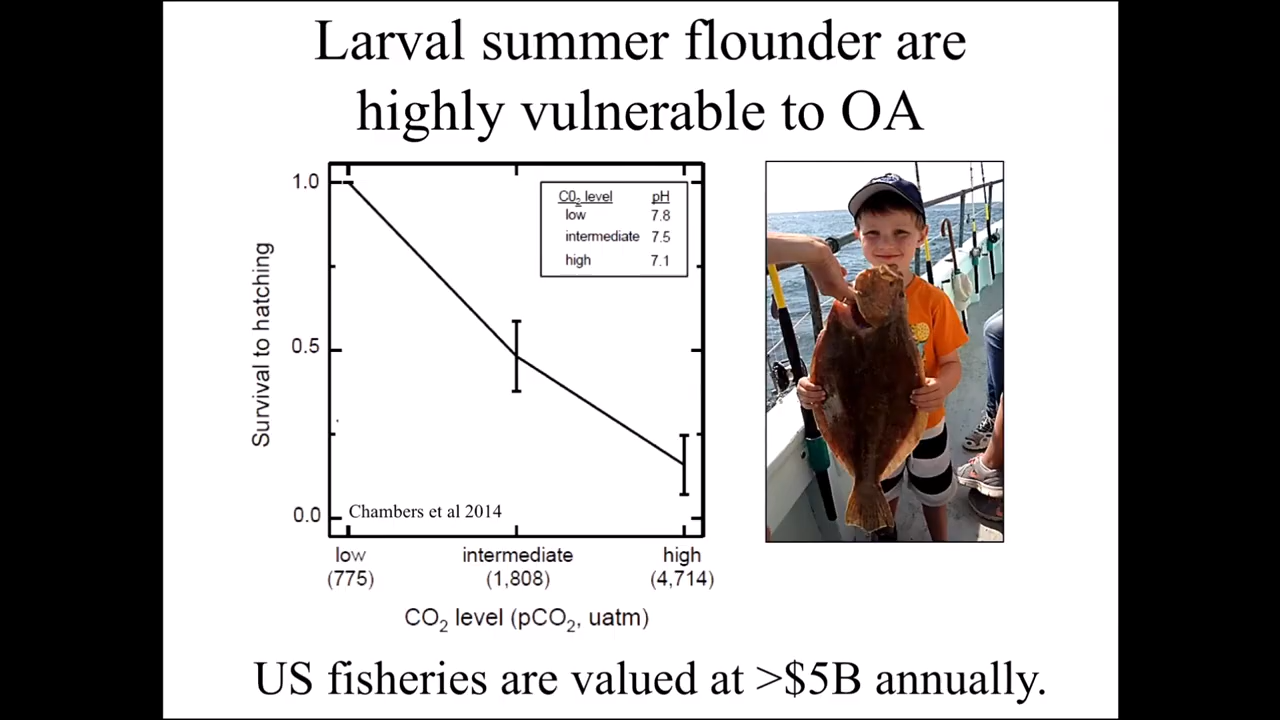 Larval summer flounder are
highly vulnerable to OA
Survival to hatching
1.0
0.5
0.0
C0₂ level pH
low 7.8
intermediate 7.5
high 7.1
Chambers et al 2014
low intermediate high
(775) (1,808) (4,714)
CO₂ level (pCO₂, uatm)
US fisheries are valued at >$5B annually.